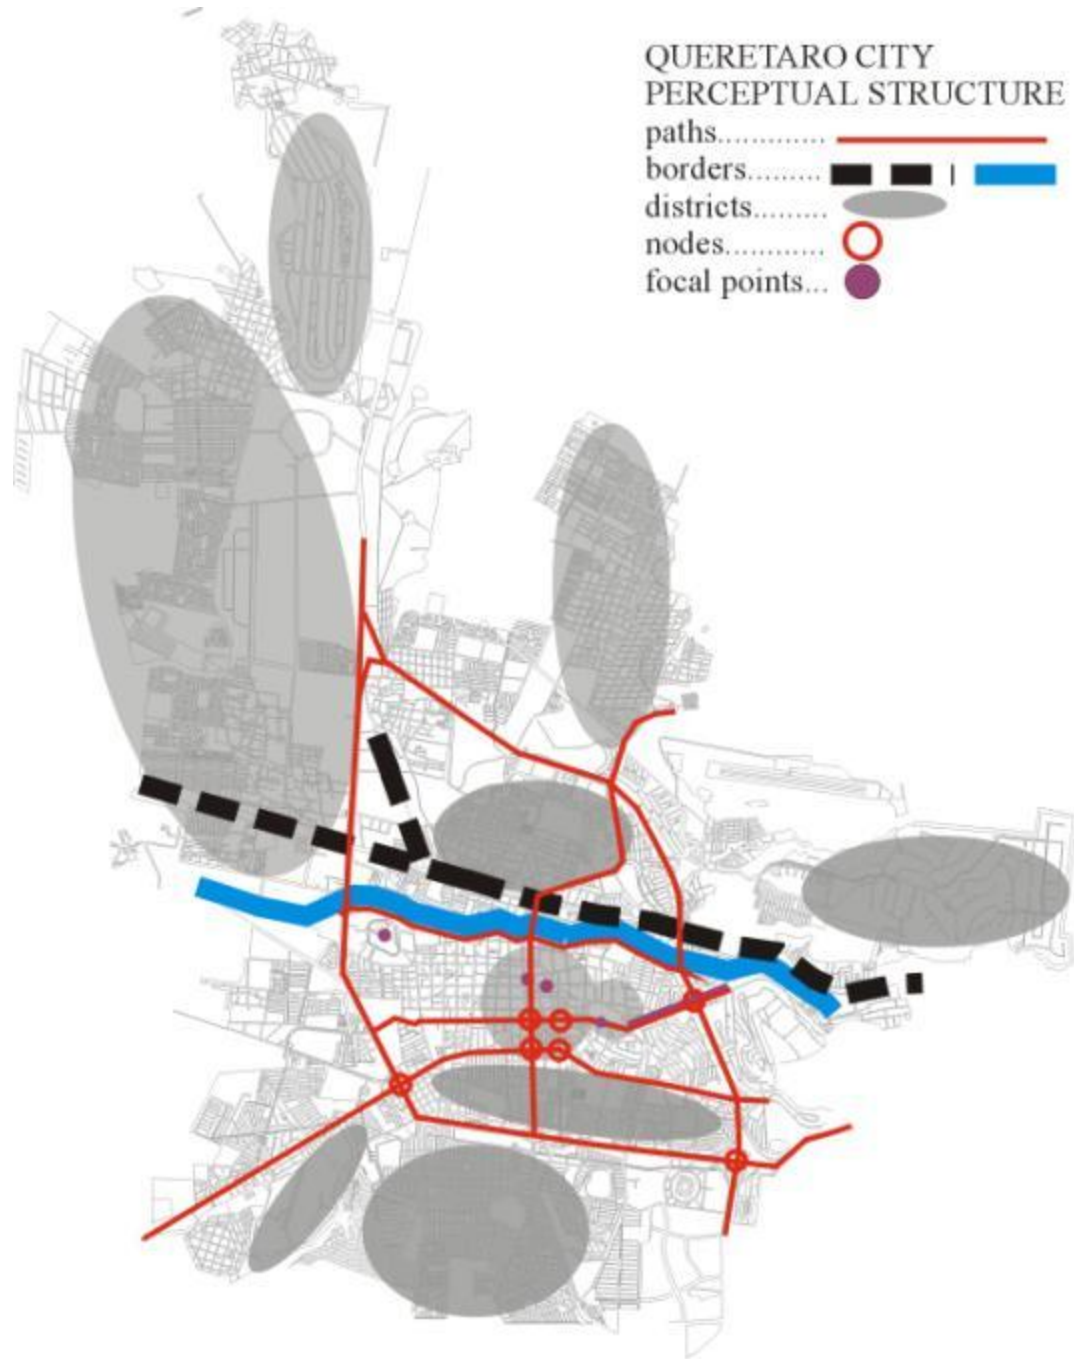 QUERETARO CITY
PERCEPTUAL STRUCTURE
paths.............
borders.........
districts.........
nodes............
focal points...